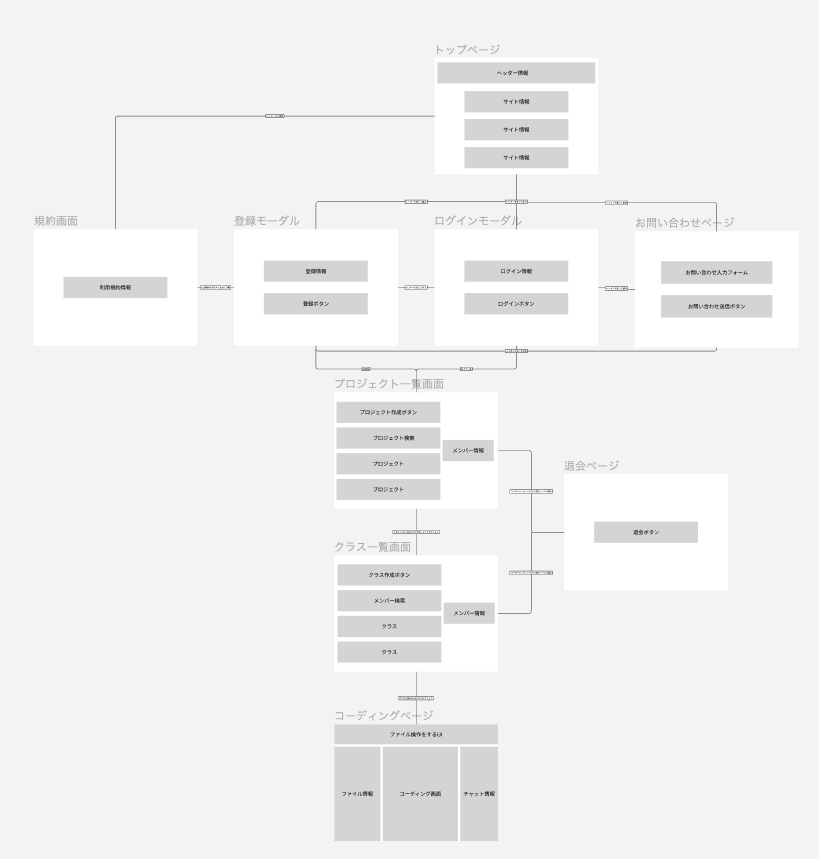 トップページ
ヘッダー情報
サイト情報
サイト情報
サイト情報
規約画面
登録モーダル
ログインモーダル
お問い合わせページ
利用規約情報
登録情報
登録ボタン
ログイン情報
ログインボタン
お問い合わせ入力フォーム
お問い合わせ送信ボタン
プロジェクト一覧画面
プロジェクト作成ボタン
プロジェクト検索
プロジェクト
プロジェクト
メンバー情報
退会ページ
退会ボタン
クラス一覧画面
クラス作成ボタン
メンバー検索
クラス
クラス
メンバー情報
コーディングページ
ファイル操作をするUI
ファイル情報
コーディング画面
チャット情報